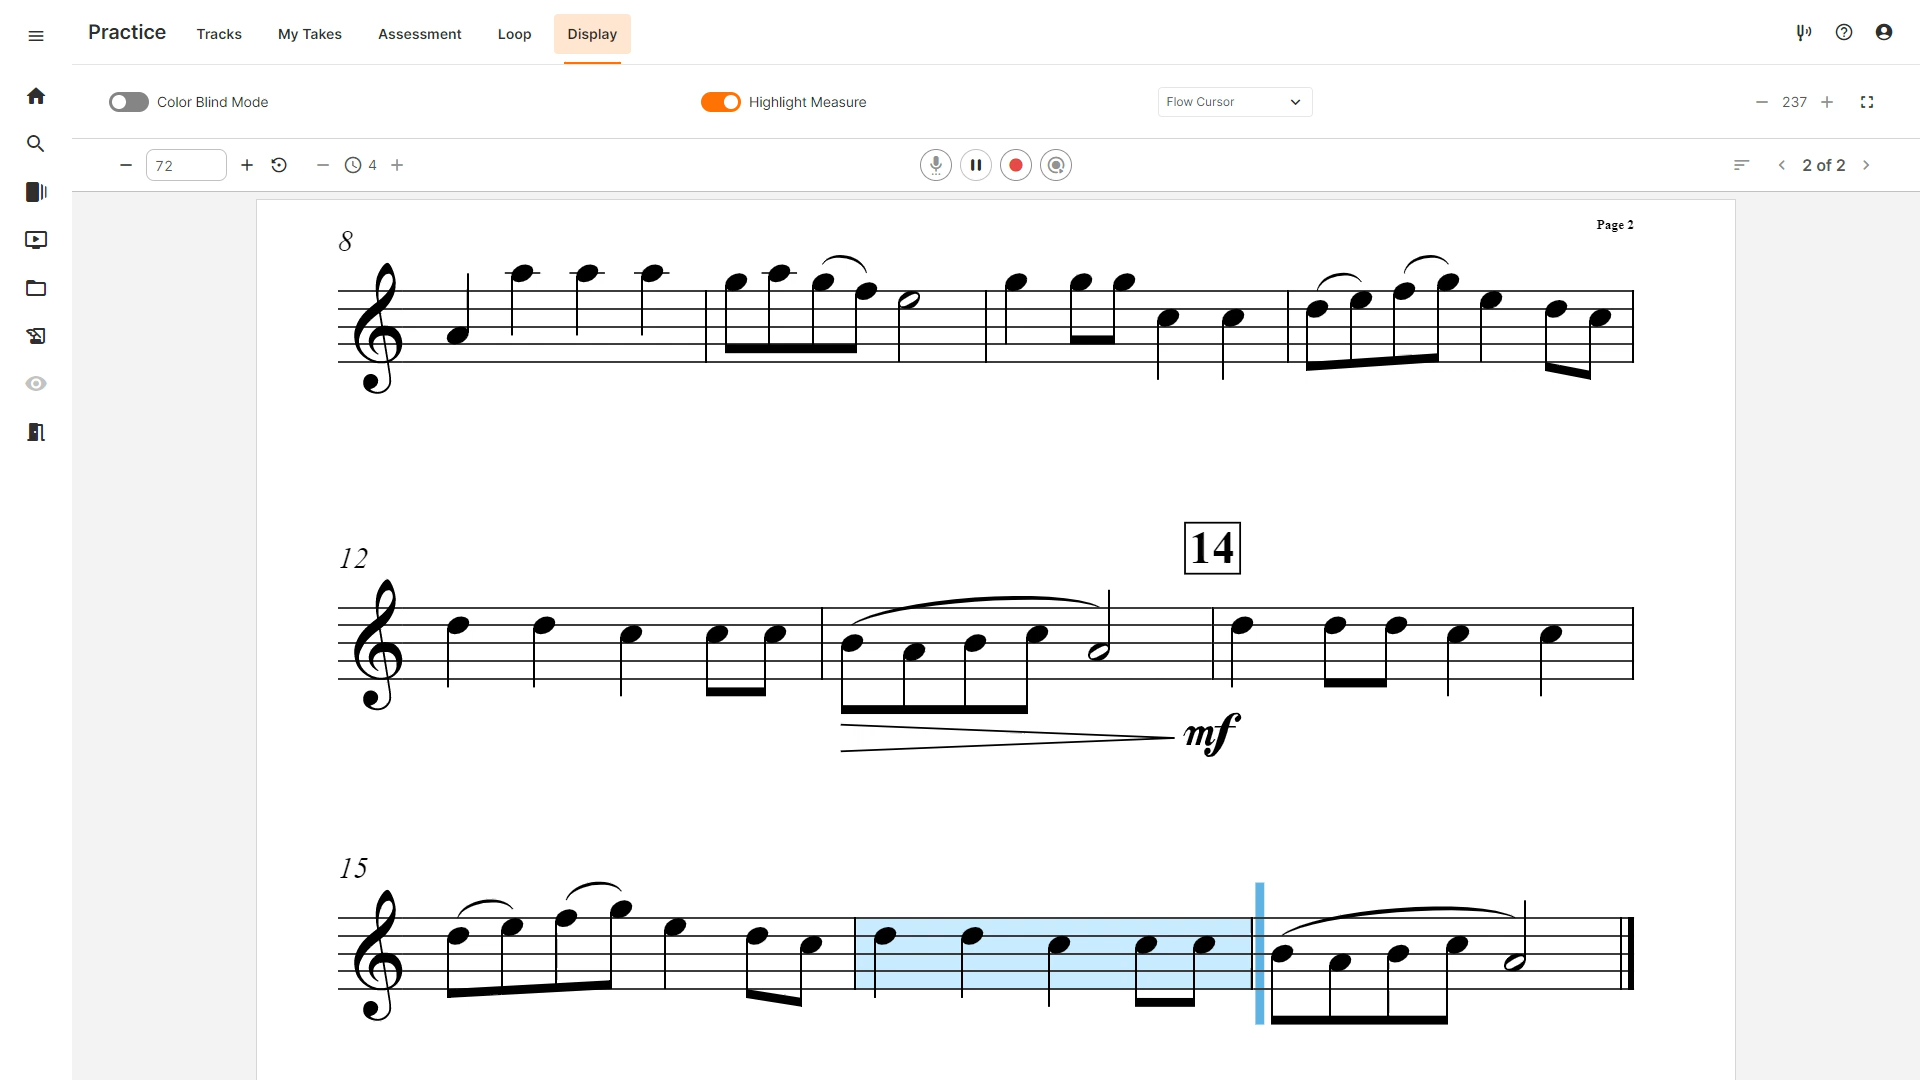 Practice Tracks My Takes Assessment Loop Display
Color Blind Mode Highlight Measure Flow Cursor 237
72 4 2 of 2
Page 2
8
14
12
mf
15